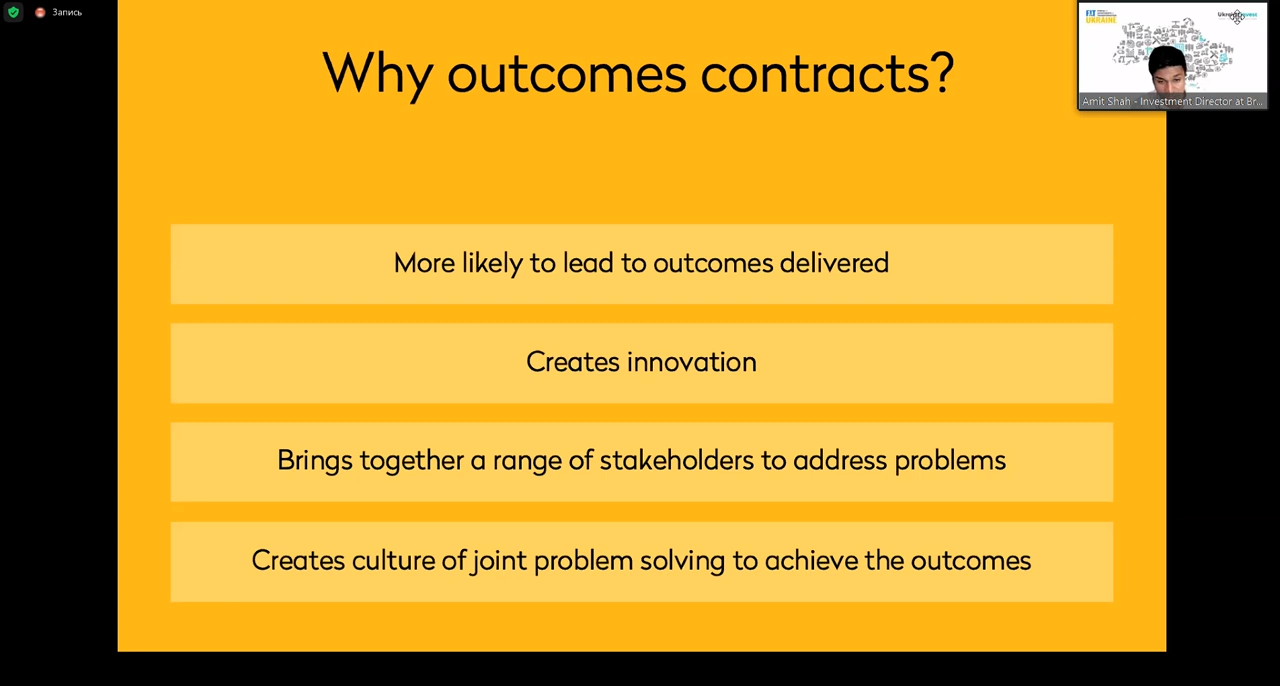 Запись
Why outcomes contracts?
UKRAINE
Amit Shah - Investment Director at Br...
More likely to lead to outcomes delivered
Creates innovation
Brings together a range of stakeholders to address problems
Creates culture of joint problem solving to achieve the outcomes